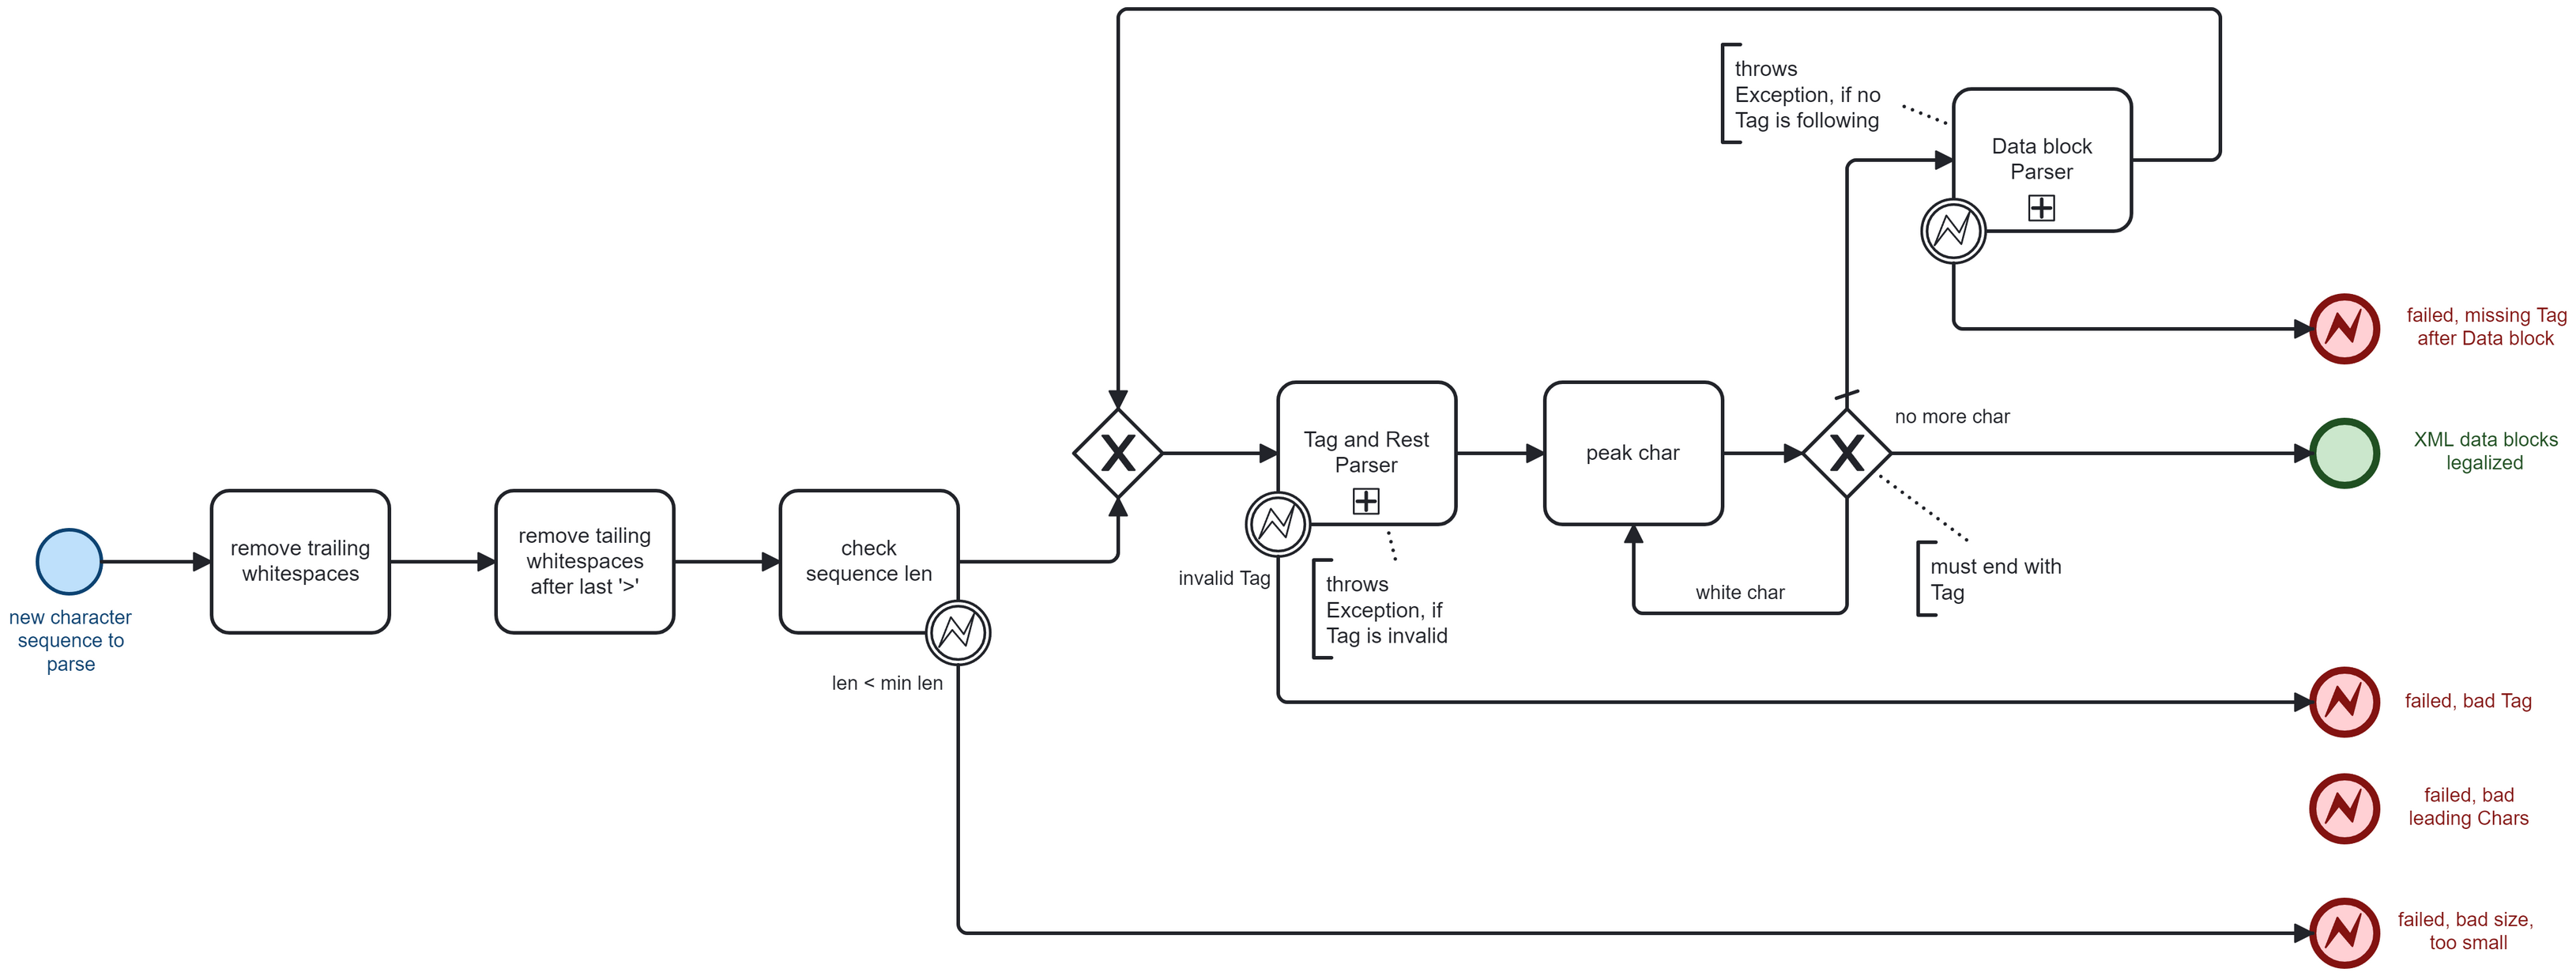 throws
Exception, if no
Tag is following
Data block
Parser
failed, missing Tag
after Data block
no more char
XML data blocks
legalized
Tag and Rest
Parser
peak char
new character
sequence to
parse
remove trailing
whitespaces
remove tailing
whitespaces
after last '>'
check
sequence len
len < min len
invalid Tag
throws
Exception, if
Tag is invalid
white char
must end with
Tag
failed, bad Tag
failed, bad
leading Chars
failed, bad size,
too small